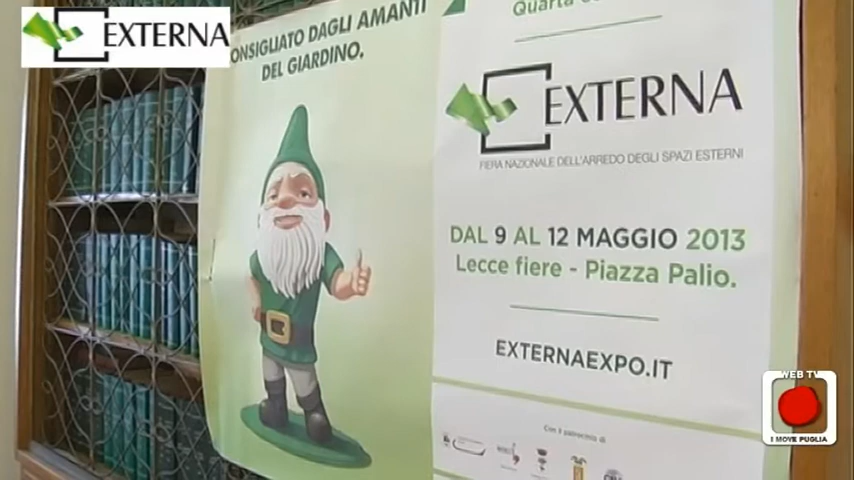 EXTERNA
CONSIGLIATO DAGLI AMANTI
DEL GIARDINO.
Quarta
EXTERNA
FIERA NAZIONALE DELL'ARREDO DEGLI SPAZI ESTERNI
DAL 9 AL 12 MAGGIO 2013
Lecce fiere - Piazza Palio.
EXTERNAEXPO.IT
Con il patrocinio di
WEB TV
I MOVE PUGLIA